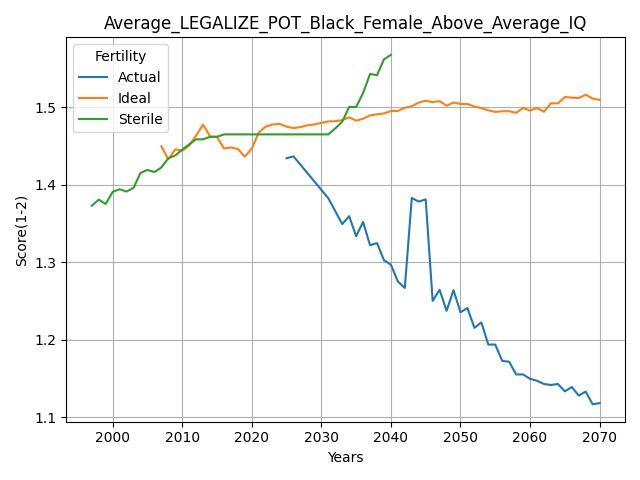 Average_LEGALIZE_POT_Black_Female_Above_Average_IQ
Fertility
Actual
Ideal
Sterile
Score(1-2)
1.5
1.4
1.3
1.2
1.1
2000 2010 2020 2030 2040 2050 2060 2070
Years